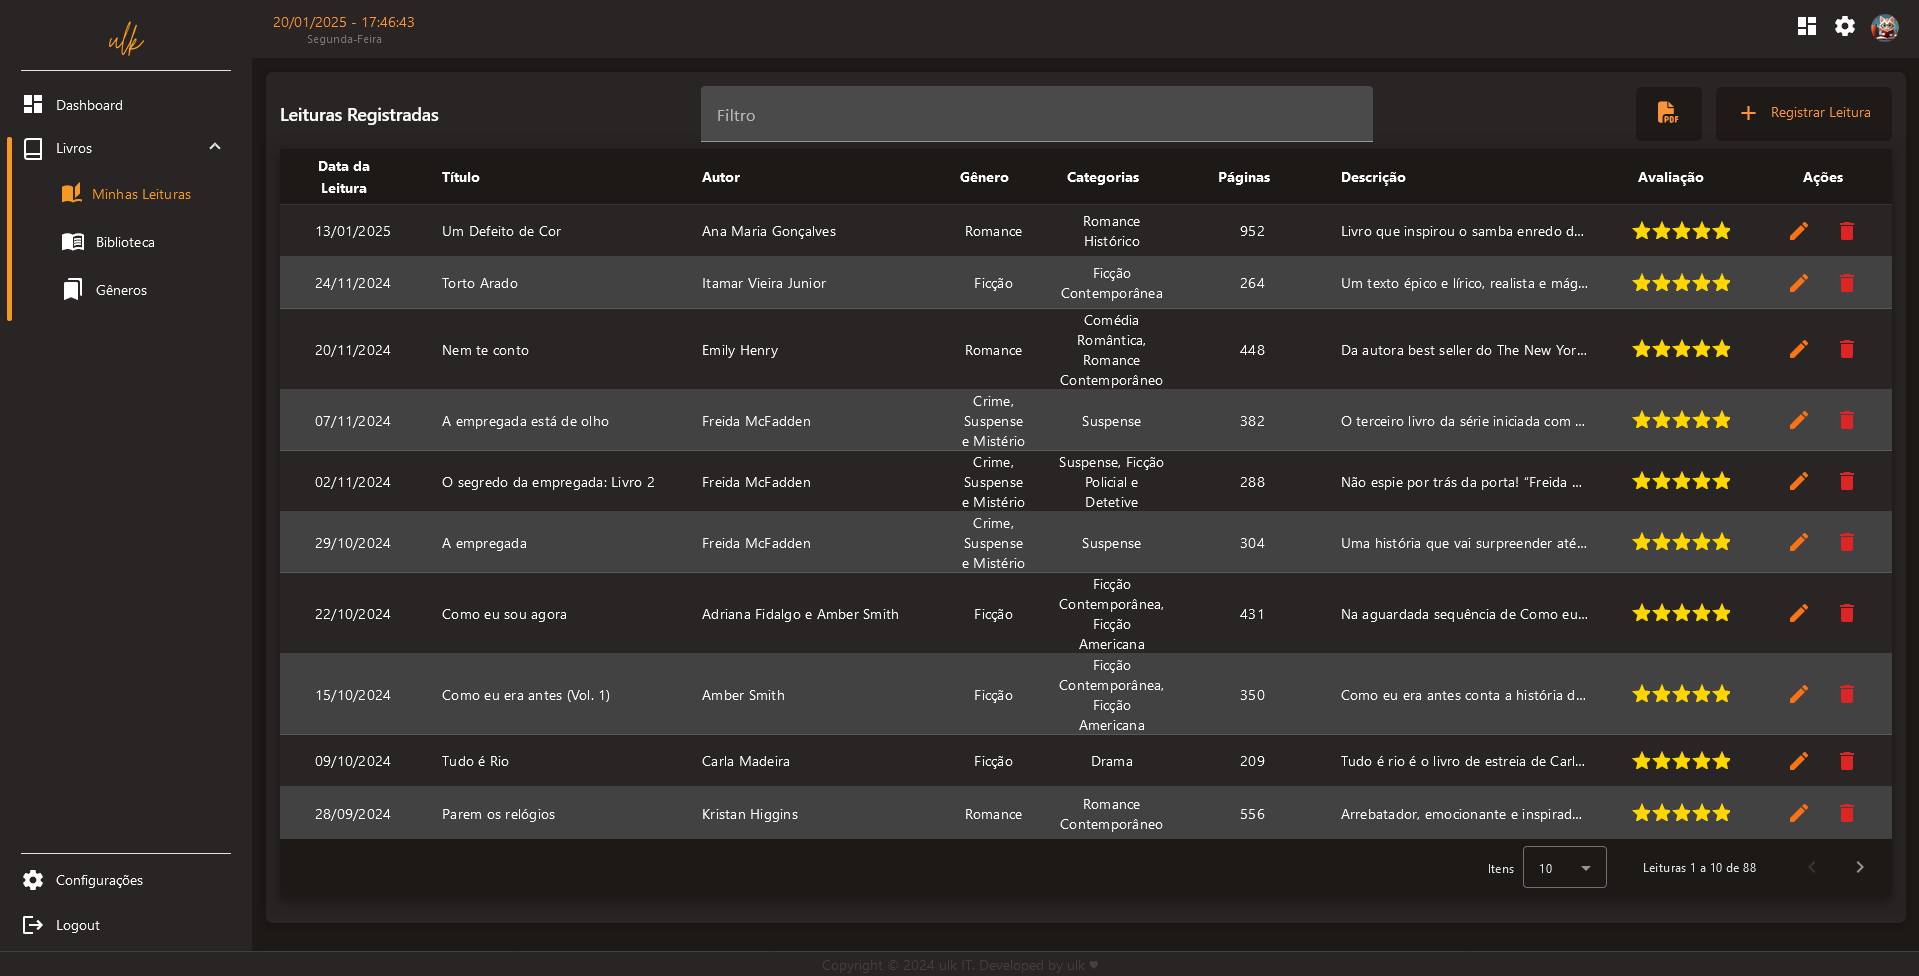 ulk
20/01/2025 - 17:46:43
Segunda-Feira
Dashboard
Livros
Minhas Leituras
Biblioteca
Gêneros
Configurações
Logout
Leituras Registradas
Filtro
PDF
Registrar Leitura
Data da
Leitura
Título
Autor
Gênero
Categorias
Páginas
Descrição
Avaliação
Ações
13/01/2025
Um Defeito de Cor
Ana Maria Gonçalves
Romance
Romance
Histórico
952
Livro que inspirou o samba enredo d...
24/11/2024
Torto Arado
Itamar Vieira Junior
Ficção
Ficção
Contemporânea
264
Um texto épico e lírico, realista e mág...
20/11/2024
Nem te conto
Emily Henry
Romance
Comédia
Romântica,
Romance
Contemporâneo
448
Da autora best seller do The New Yor...
07/11/2024
A empregada está de olho
Freida McFadden
Crime,
Suspense
e Mistério
Suspense
382
O terceiro livro da série iniciada com ...
02/11/2024
O segredo da empregada: Livro 2
Freida McFadden
Crime,
Suspense
e Mistério
Suspense, Ficção
Policial e
Detetive
288
Não espie por trás da porta! “Freida ...
29/10/2024
A empregada
Freida McFadden
Crime,
Suspense
e Mistério
Suspense
304
Uma história que vai surpreender até...
22/10/2024
Como eu sou agora
Adriana Fidalgo e Amber Smith
Ficção
Ficção
Contemporânea,
Ficção
Americana
431
Na aguardada sequência de Como eu...
15/10/2024
Como eu era antes (Vol. 1)
Amber Smith
Ficção
Ficção
Contemporânea,
Ficção
Americana
350
Como eu era antes conta a história d...
09/10/2024
Tudo é Rio
Carla Madeira
Ficção
Drama
209
Tudo é rio é o livro de estreia de Carl...
28/09/2024
Parem os relógios
Kristan Higgins
Romance
Romance
Contemporâneo
556
Arrebatador, emocionante e inspirad...
Itens
10
Leituras 1 a 10 de 88
Copyright © 2024 ulk IT. Developed by ulk ♥